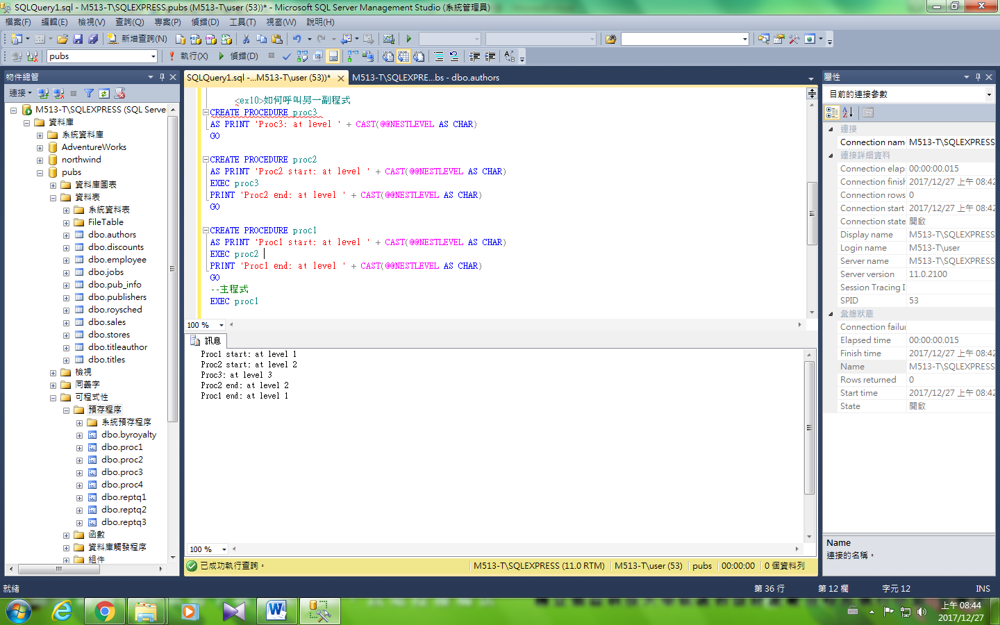 SQLQuery1.sql - M513-T\SQLEXPRESS.pubs (M513-T\user (53))* - Microsoft SQL Server Management Studio (系統管理員)
檔案(F) 編輯(E) 檢視(V) 查詢(Q) 專案(P) 偵錯(D) 工具(T) 視窗(W) 說明(H)
新增查詢(N)
pubs 執行(X) 偵錯(D)
物件總管
連接
M513-T\SQLEXPRESS (SQL Serve
資料庫
系統資料庫
AdventureWorks
northwind
pubs
資料庫圖表
資料表
系統資料表
FileTable
dbo.authors
dbo.discounts
dbo.employee
dbo.jobs
dbo.pub_info
dbo.publishers
dbo.roysched
dbo.sales
dbo.stores
dbo.titleauthor
dbo.titles
檢視
同義字
可程式性
預存程序
系統預存程序
dbo.byroyalty
dbo.proc1
dbo.proc2
dbo.proc3
dbo.proc4
dbo.reptq1
dbo.reptq2
dbo.reptq3
函數
資料庫觸發程序
組件
SQLQuery1.sql -...M513-T\user (53))* M513-T\SQLEXPRE...bs - dbo.authors
<ex10>如何呼叫另一副程式
CREATE PROCEDURE proc3
AS PRINT 'Proc3: at level ' + CAST(@@NESTLEVEL AS CHAR)
GO
CREATE PROCEDURE proc2
AS PRINT 'Proc2 start: at level ' + CAST(@@NESTLEVEL AS CHAR)
EXEC proc3
PRINT 'Proc2 end: at level ' + CAST(@@NESTLEVEL AS CHAR)
GO
CREATE PROCEDURE proc1
AS PRINT 'Proc1 start: at level ' + CAST(@@NESTLEVEL AS CHAR)
EXEC proc2
PRINT 'Proc1 end: at level ' + CAST(@@NESTLEVEL AS CHAR)
GO
--主程式
EXEC proc1
100 %
訊息
Proc1 start: at level 1
Proc2 start: at level 2
Proc3: at level 3
Proc2 end: at level 2
Proc1 end: at level 1
100 %
已成功執行查詢。 M513-T\SQLEXPRESS (11.0 RTM) M513-T\user (53) pubs 00:00:00 0 個資料列
屬性
目前的連接參數
連接
Connection nam M513-T\SQLEXPRESS
連接詳細資料
Connection elap 00:00:00.015
Connection finish 2017/12/27 上午 08:42
Connection rows 0
Connection start 2017/12/27 上午 08:42
Connection state 開啟
Display name M513-T\SQLEXPRESS
Login name M513-T\user
Server name M513-T\SQLEXPRESS
Server version 11.0.2100
Session Tracing I
SPID 53
彙總狀態
Connection failur
Elapsed time 00:00:00.015
Finish time 2017/12/27 上午 08:42
Name M513-T\SQLEXPRESS
Rows returned 0
Start time 2017/12/27 上午 08:42
State 開啟
Name
連接的名稱。
就緒 第 36 行 第 12 欄 字元 12 INS
上午 08:44
2017/12/27